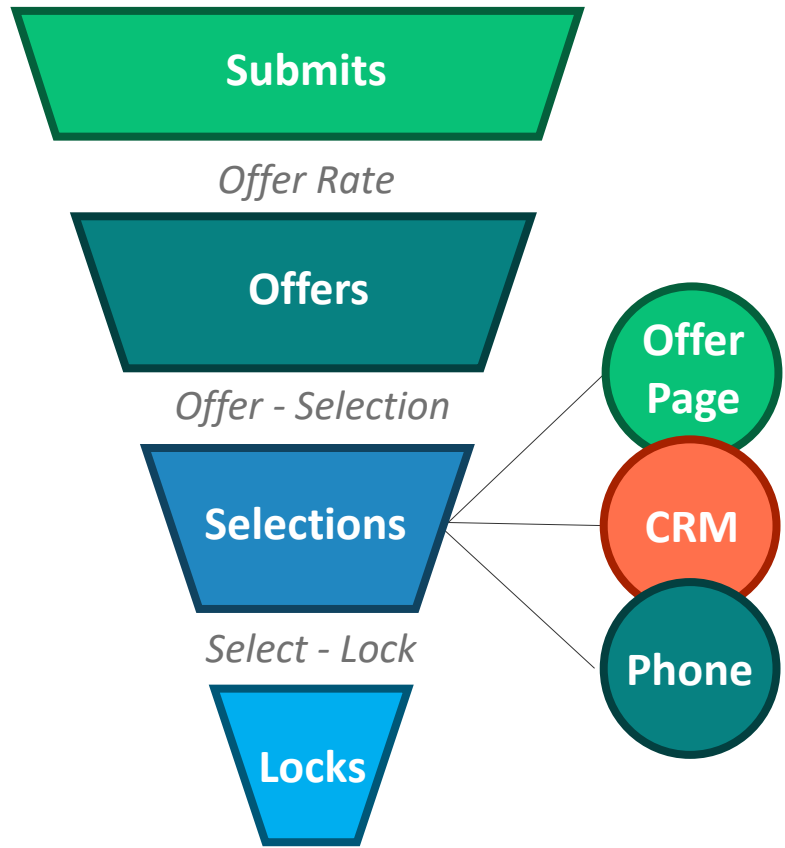 Submits
Offer Rate
Offers
Offer - Selection
Selections
Select - Lock
Locks
Offer
Page
CRM
Phone